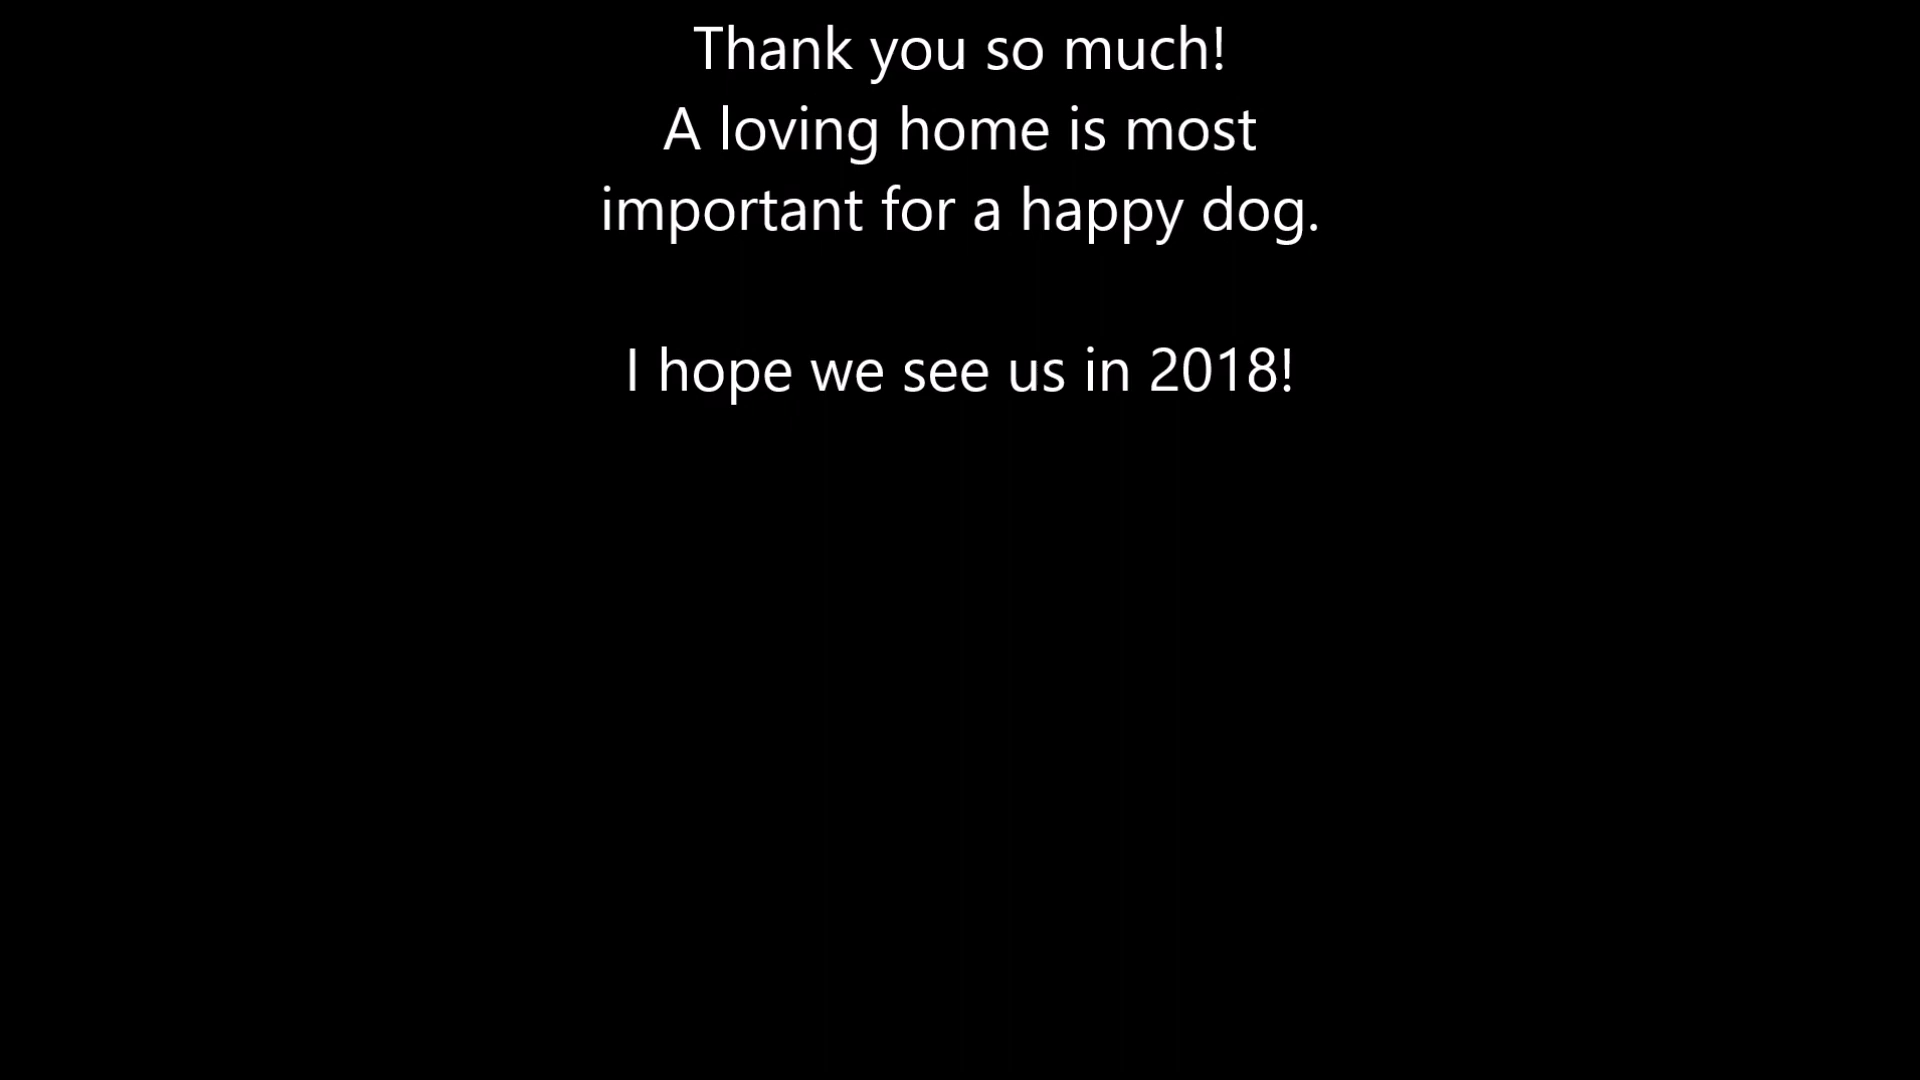 Thank you so much!
A loving home is most
important for a happy dog.
I hope we see us in 2018!